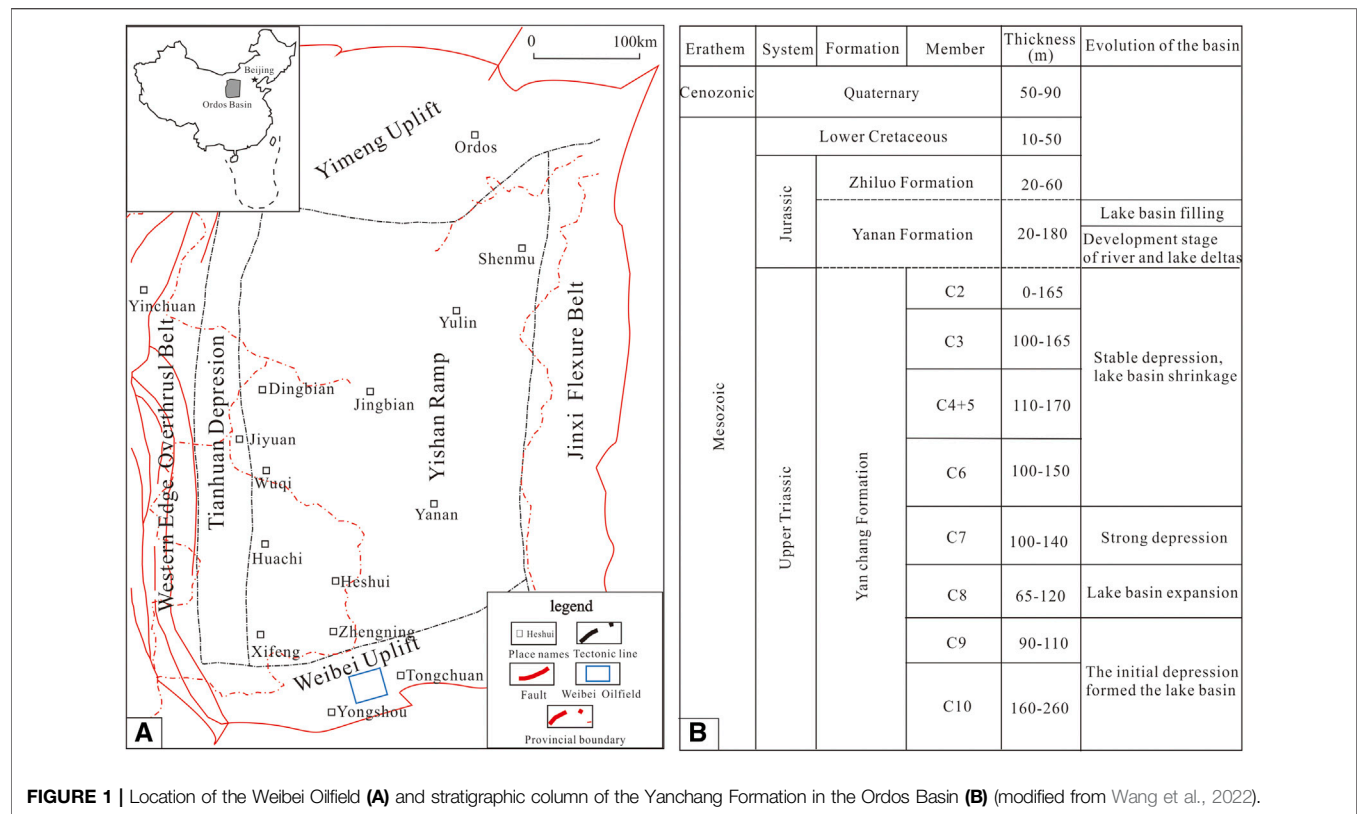 Beijing
Ordos Basin
0 100km
Yimeng Uplift
Ordos
Shenmu
Yinchuan
Yulin
Western Edge Overthrusl Belt
Tianhuan Depresion
Yishan Ramp
Jinxi Flexure Belt
Dingbian
Jingbian
Jiyuan
Wuqi
Yanan
Huachi
Heshui
Zhengning
Xifeng
Weibei Uplift
Tongchuan
Yongshou
legend
Heshui
Place names Tectonic line
Fault Weibei Oilfield
Provincial boundary
A
Erathem System Formation Member Thickness (m) Evolution of the basin
Cenozonic Quaternary 50-90
Mesozoic
Lower Cretaceous 10-50
Jurassic
Zhiluo Formation 20-60
Yanan Formation 20-180
Lake basin filling
Development stage
of river and lake deltas
Upper Triassic
Yan chang Formation
C2 0-165
C3 100-165
Stable depression,
lake basin shrinkage
C4+5 110-170
C6 100-150
C7 100-140 Strong depression
C8 65-120 Lake basin expansion
C9 90-110
The initial depression
formed the lake basin
C10 160-260
B
FIGURE 1 | Location of the Weibei Oilfield (A) and stratigraphic column of the Yanchang Formation in the Ordos Basin (B) (modified from Wang et al., 2022).